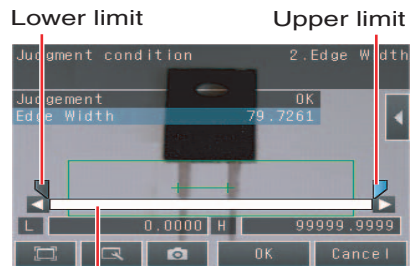 Lower limit Upper limit
Judgment condition 2.Edge Width
Judgement OK
Edge Width 79.7261
L 0.0000 H 99999.9999
OK Cancel